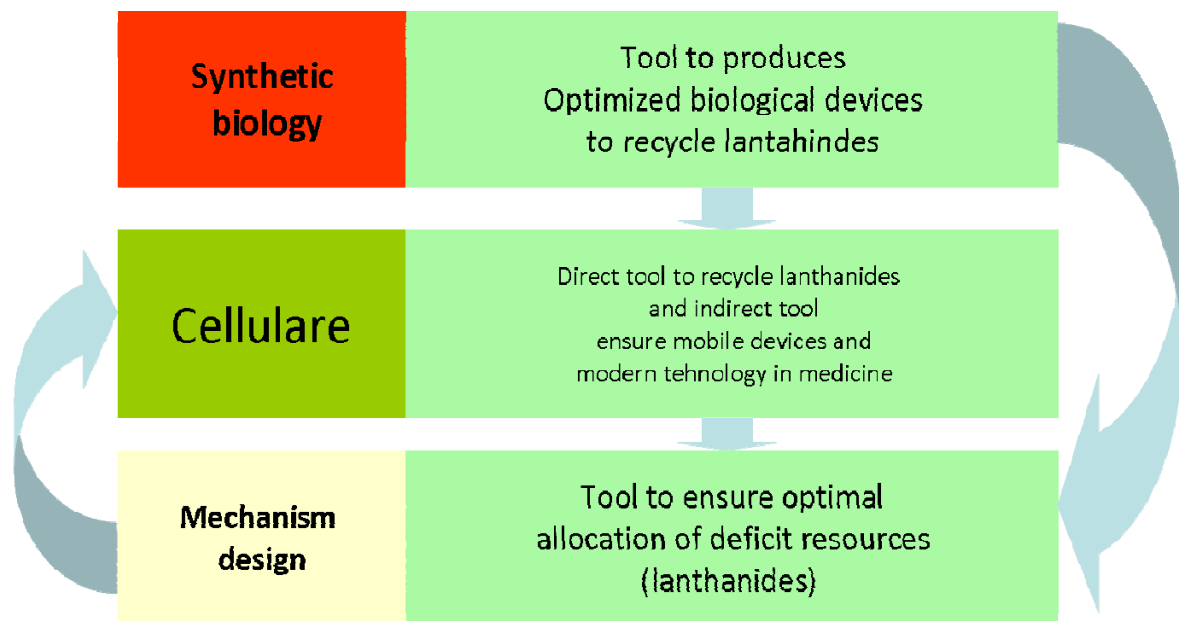 Synthetic
biology
Tool to produces
Optimized biological devices
to recycle lantahindes
Cellulare
Direct tool to recycle lanthanides
and indirect tool
ensure mobile devices and
modern tehnology in medicine
Mechanism
design
Tool to ensure optimal
allocation of deficit resources
(lanthanides)